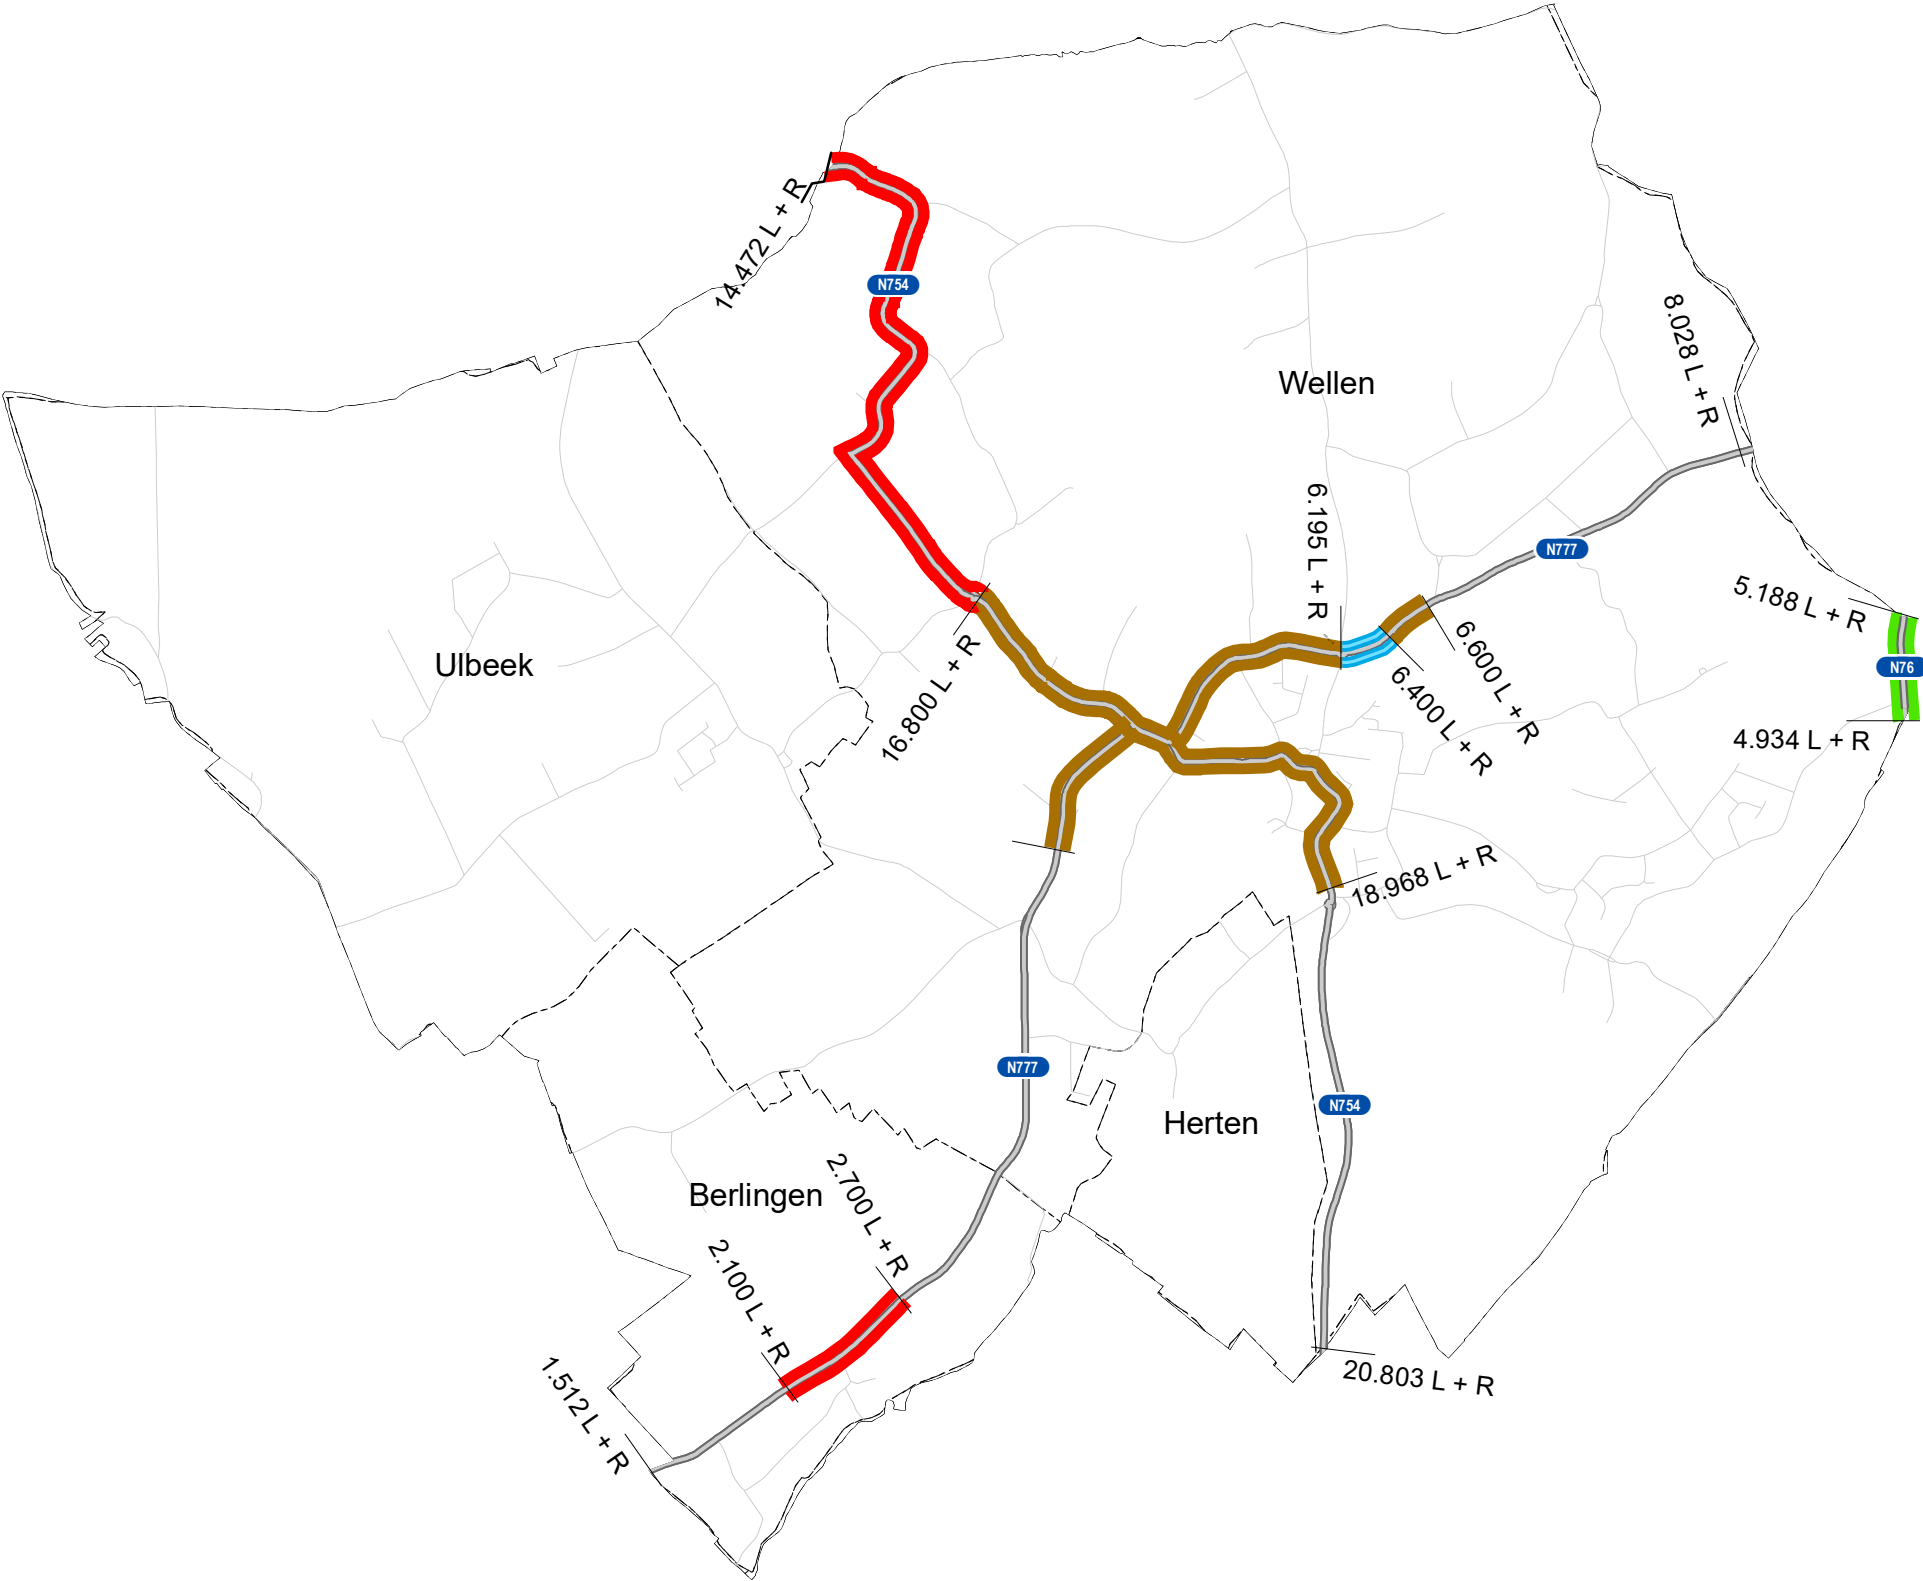 14.472 L + R
N754
Wellen
8.028 L + R
6.195 L + R
N777
5.188 L + R
Ulbeek
16.800 L + R
6.600 L + R
6.400 L + R
N76
4.934 L + R
18.968 L + R
N777
N754
Herten
Berlingen
2.700 L + R
2.100 L + R
1.512 L + R
20.803 L + R